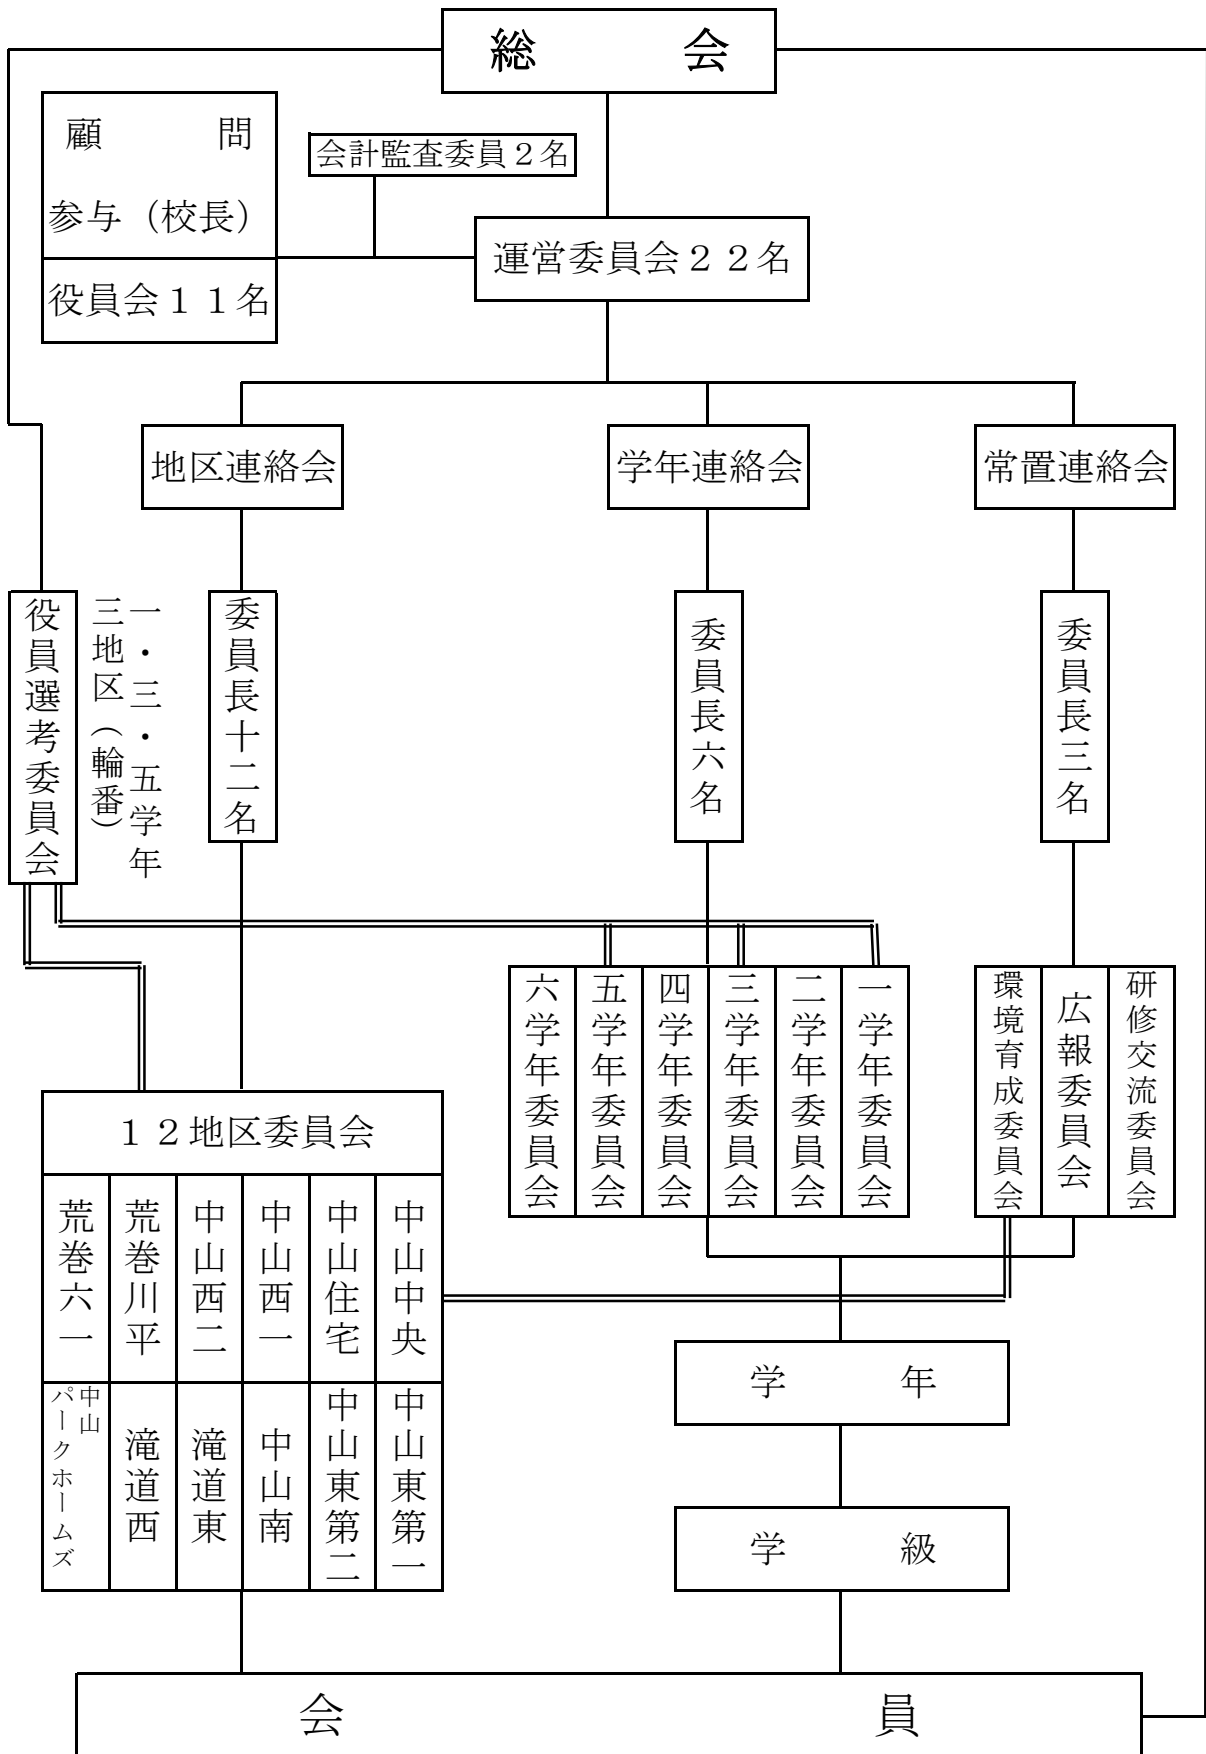 総　会
顧　問
参与（校長）
役員会１１名
会計監査委員２名
運営委員会２２名
地区連絡会
学年連絡会
常置連絡会
役員選考委員会
一・三・五学年
三地区（輪番）
委員長十二名
委員長六名
委員長三名
六学年委員会
五学年委員会
四学年委員会
三学年委員会
二学年委員会
一学年委員会
環境育成委員会
広報委員会
研修交流委員会
１２地区委員会
荒巻六一
荒巻川平
中山西二
中山西一
中山住宅
中山中央
中山
パークホームズ
滝道西
滝道東
中山南
中山東第二
中山東第一
学　年
学　級
会　員